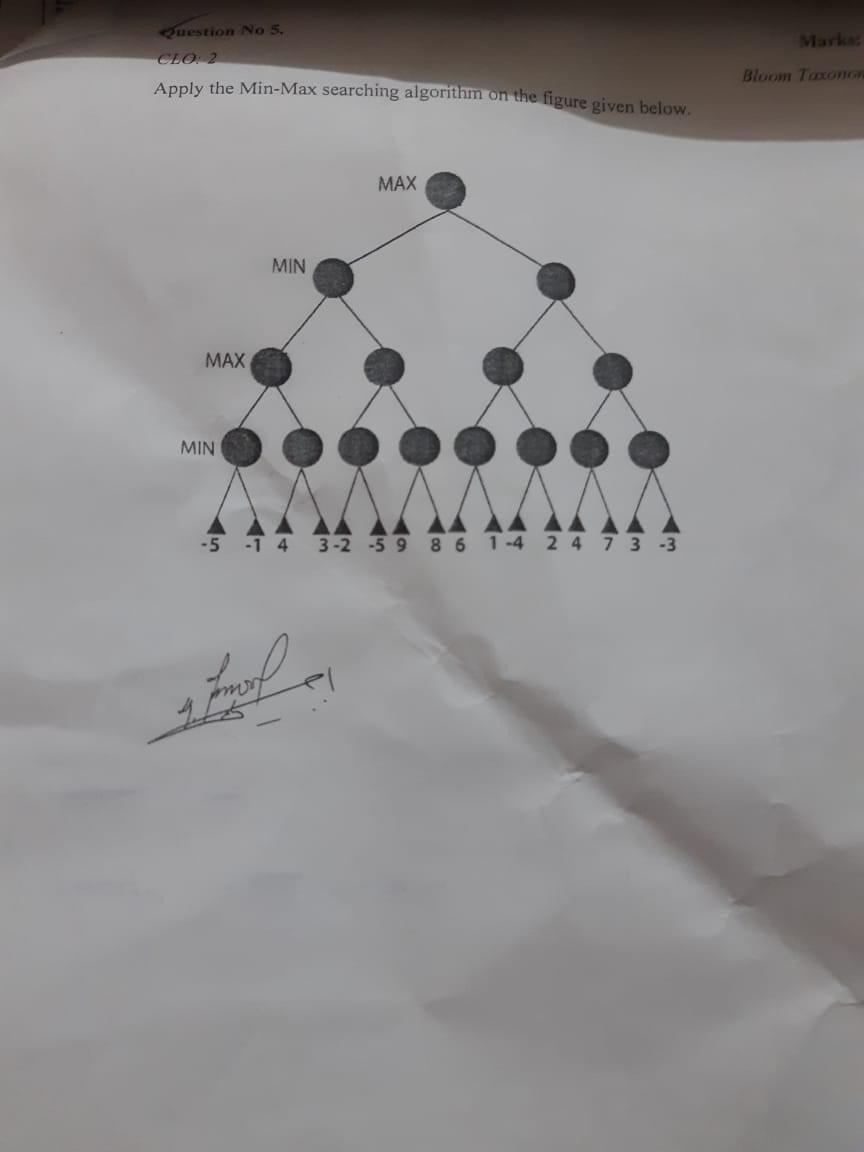 Question No 5.
Marks:
CLO: 2
Bloom
Apply the Min-Max searching algorithm on the figure given below.
MAX
MIN
MAX
MIN
-5 -1 4 3 -2 -5 9 8 6 1 -4 2 4 7 3 -3